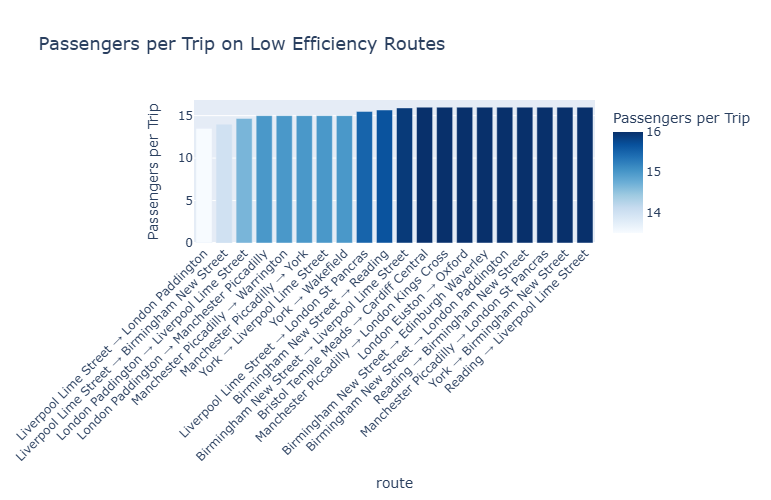 Passengers per Trip on Low Efficiency Routes
Passengers per Trip
15
10
5
0
Liverpool Lime Street → London Paddington
Liverpool Lime Street → Birmingham New Street
London Paddington → Liverpool Lime Street
London Paddington → Manchester Piccadilly
Manchester Piccadilly → Warrington
Manchester Piccadilly → York
York → Liverpool Lime Street
York → Wakefield
Liverpool Lime Street → London St Pancras
Birmingham New Street → Reading
Birmingham New Street → Liverpool Lime Street
Bristol Temple Meads → Cardiff Central
Manchester Piccadilly → London Kings Cross
London Euston → Oxford
Birmingham New Street → Edinburgh Waverley
Birmingham New Street → London Paddington
Reading → Birmingham New Street
Manchester Piccadilly → London St Pancras
York → Birmingham New Street
Reading → Liverpool Lime Street
route
Passengers per Trip
16
15
14